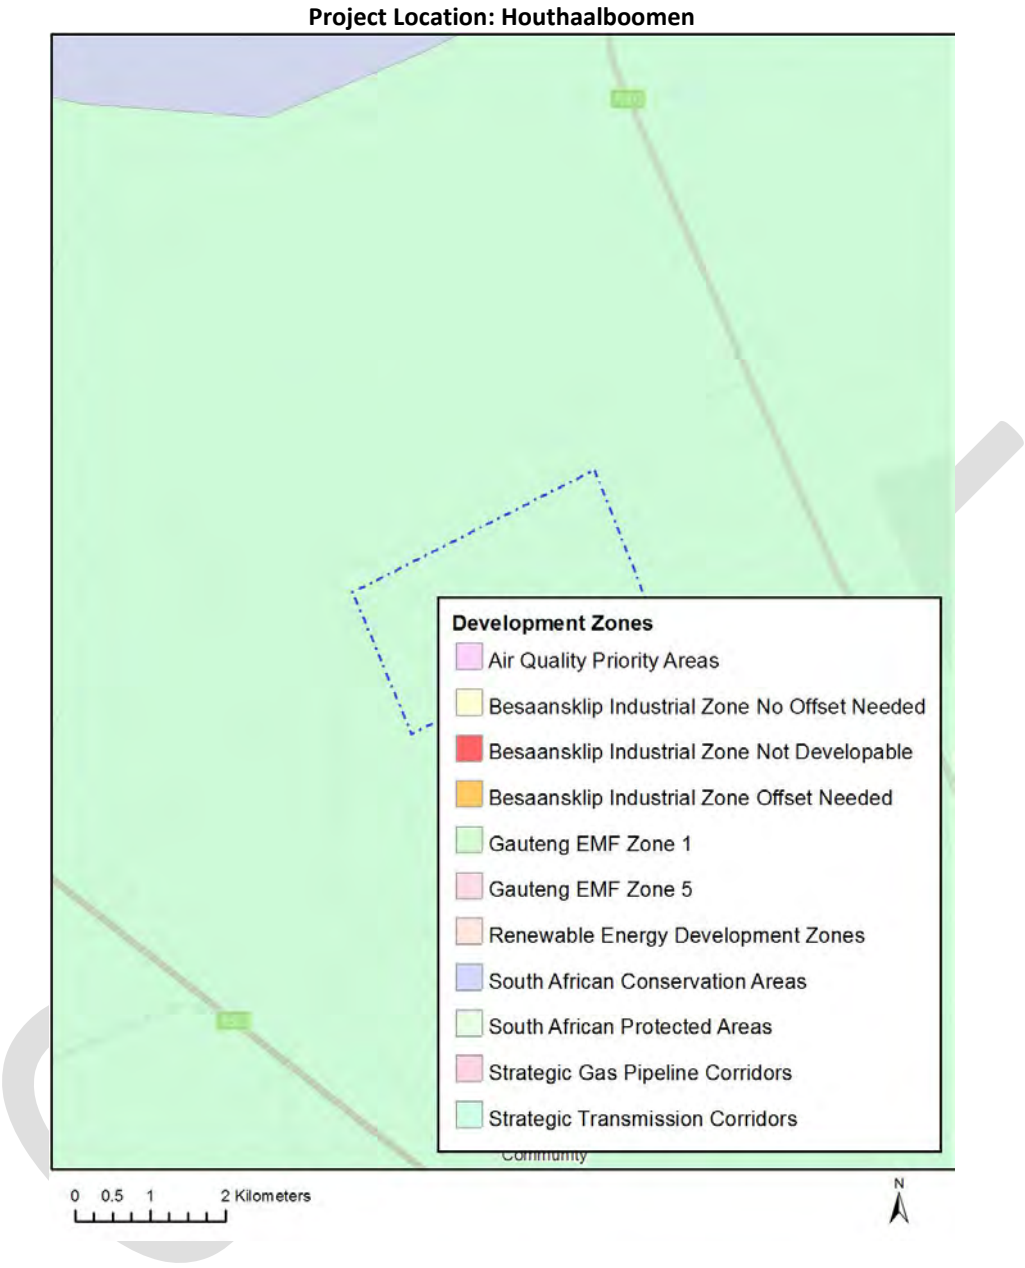 Project Location: Houthaalboomen
Development Zones
Air Quality Priority Areas
Besaansklip Industrial Zone No Offset Needed
Besaansklip Industrial Zone Not Developable
Besaansklip Industrial Zone Offset Needed
Gauteng EMF Zone 1
Gauteng EMF Zone 5
Renewable Energy Development Zones
South African Conservation Areas
South African Protected Areas
Strategic Gas Pipeline Corridors
Strategic Transmission Corridors
Community
0 0.5 1 2 Kilometers
N